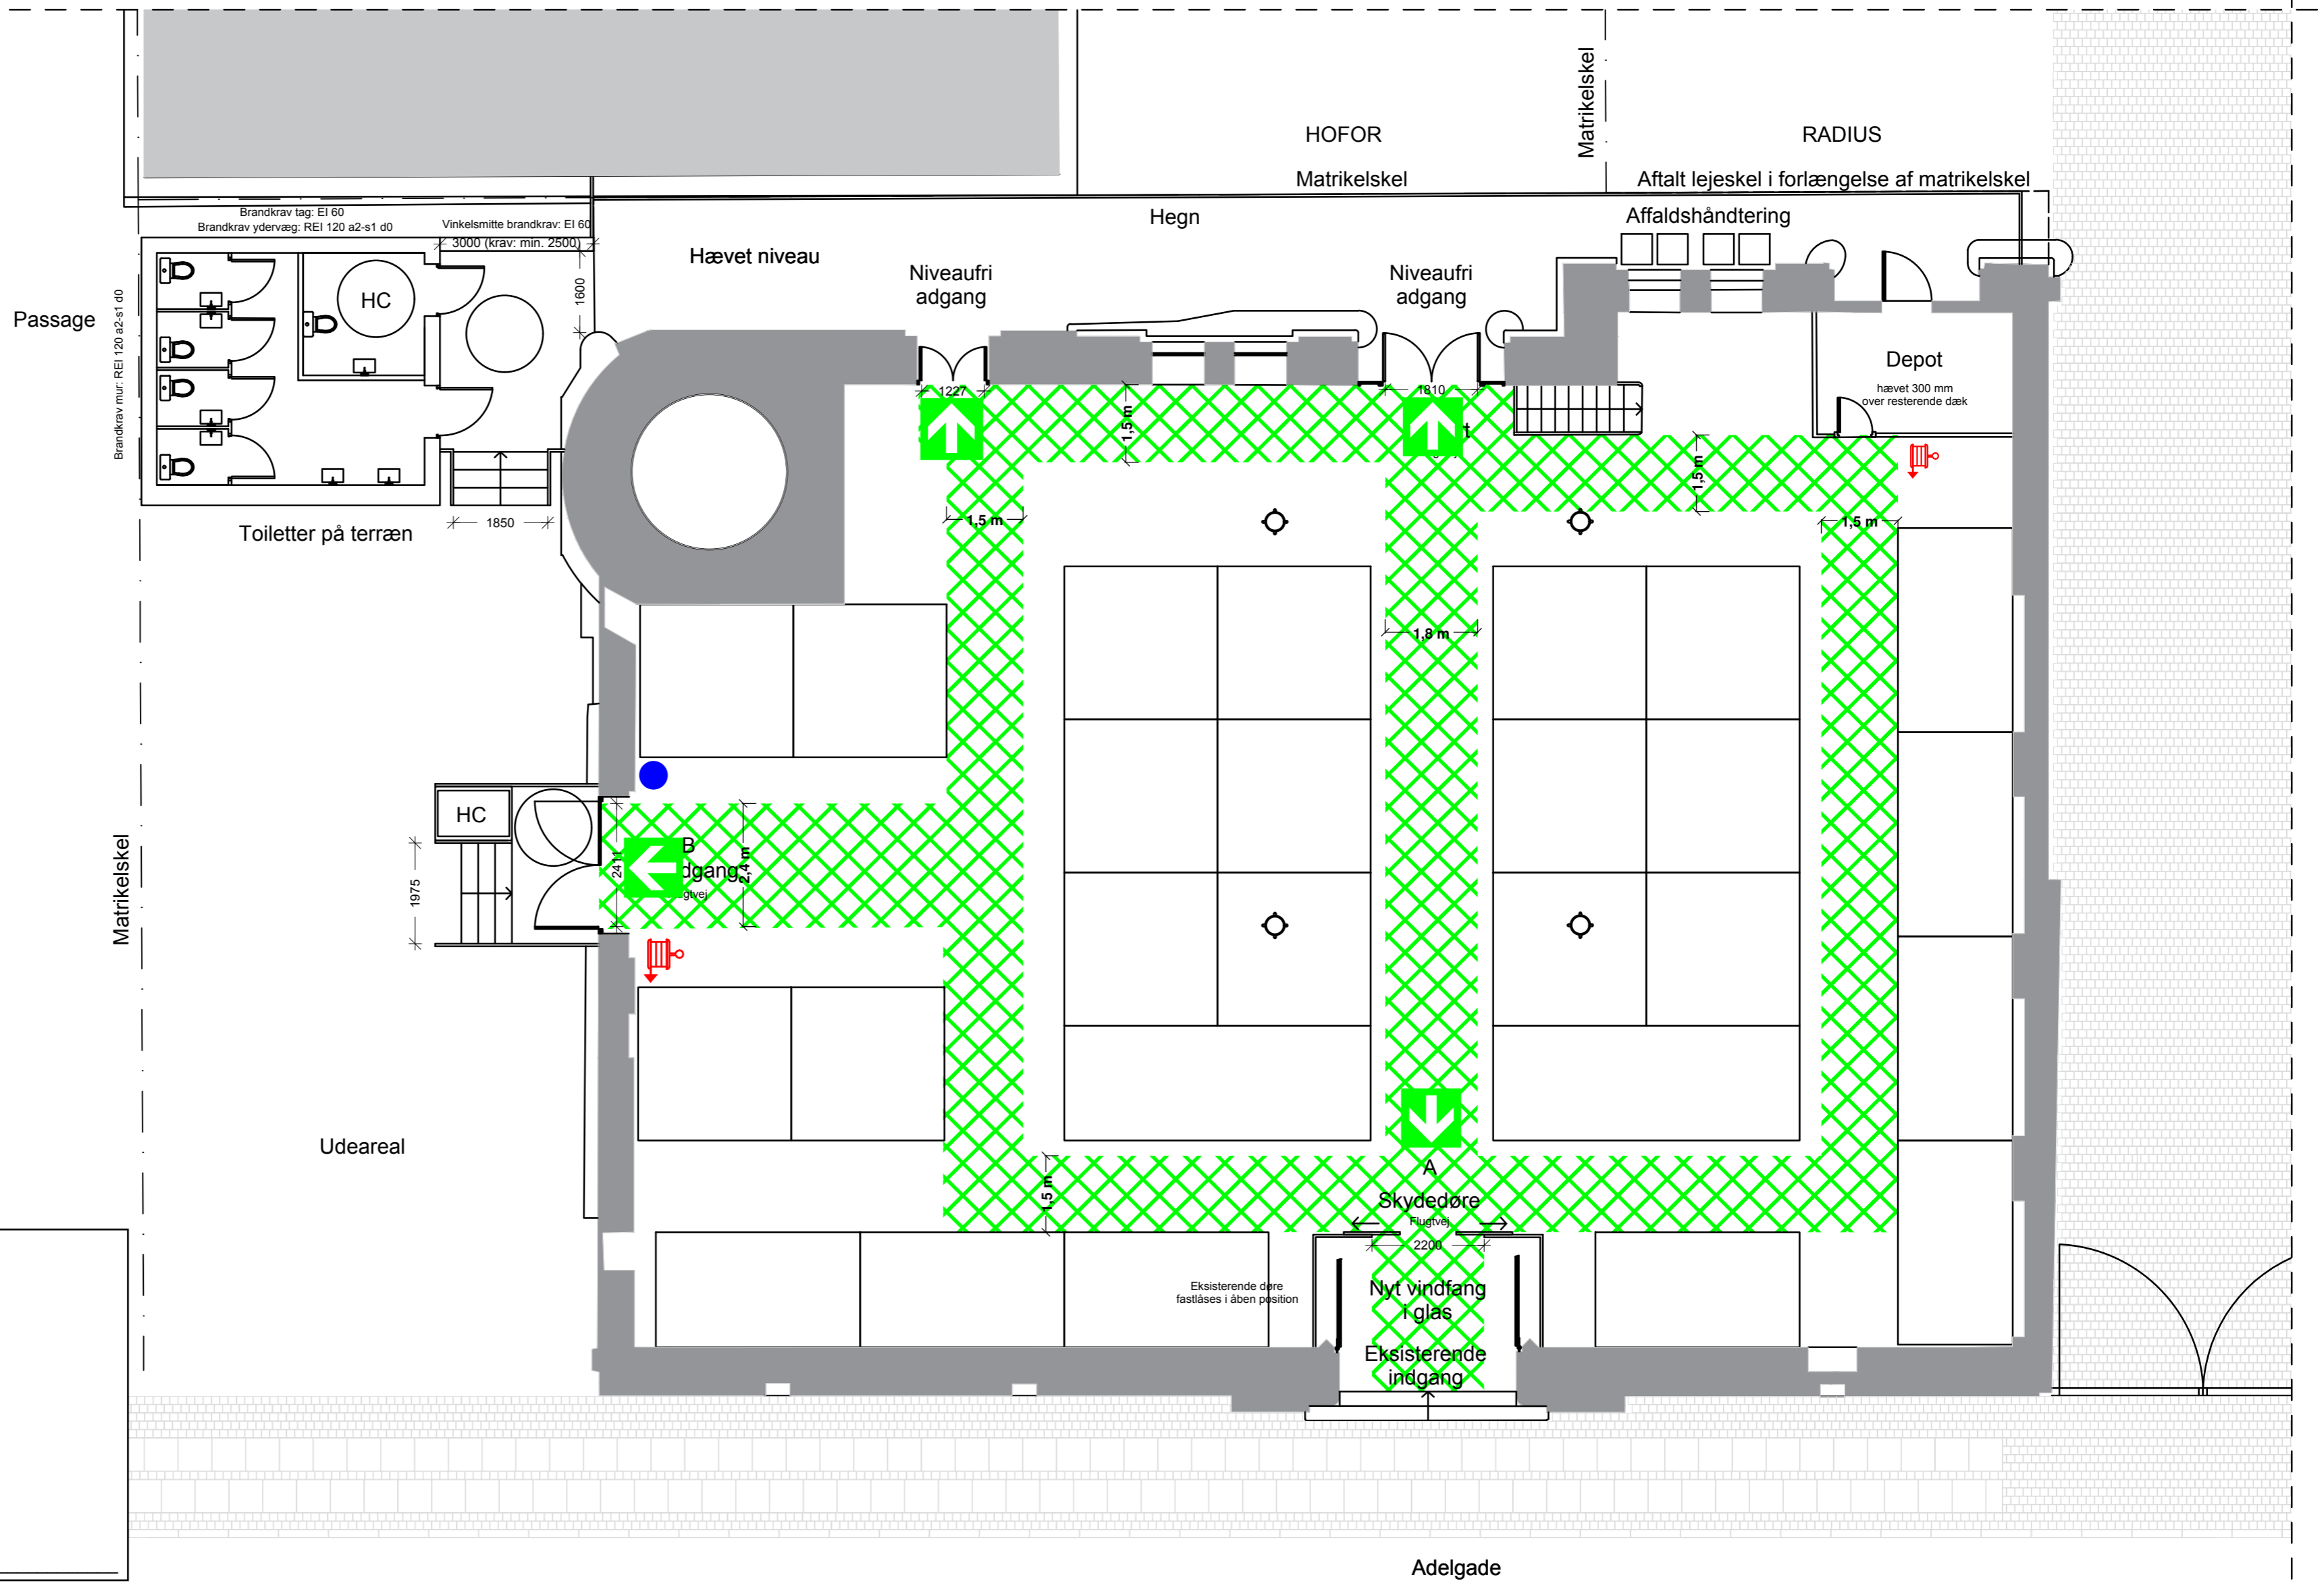 HOFOR
Matrikelskel
RADIUS
Matrikelskel
Aftalt lejeskel i forlængelse af matrikelskel
Brandkrav tag: EI 60
Brandkrav ydervæg: REI 120 a2-s1 d0
Vinkelsmitte brandkrav: EI 60
3000 (krav: min. 2500)
Hegn
Affaldshåndtering
Hævet niveau
Niveaufri
adgang
Niveaufri
adgang
1600
HC
Passage
Brandkrav mur: REI 120 a2-s1 d0
Depot
hævet 300 mm
over resterende dæk
1227
1810
1,5 m
t
1,5 m
1850
1,5 m
1,5 m
Toiletter på terræn
1,8 m
HC
B
dgang
gtvej
2411
2,4 m
1975
Matrikelskel
Udeareal
1,5 m
A
Skydedøre
Flugtvej
2200
Eksisterende døre
fastlåses i åben position
Nyt vindfang
i glas
Eksisterende
indgang
Adelgade